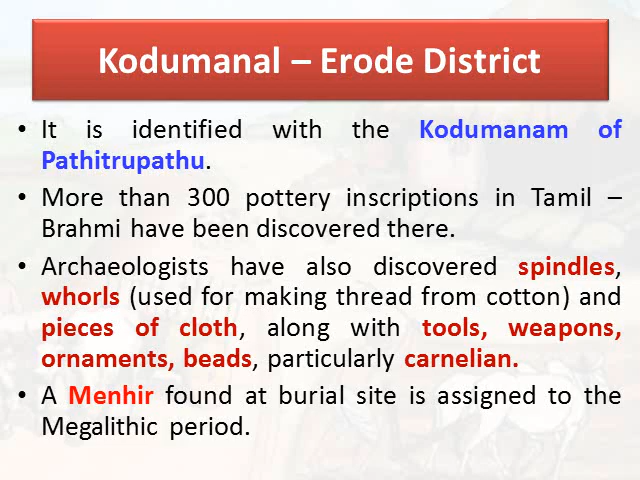 Kodumanal – Erode District
• It is identified with the Kodumanam of
Pathitrupathu.
• More than 300 pottery inscriptions in Tamil –
Brahmi have been discovered there.
• Archaeologists have also discovered spindles,
whorls (used for making thread from cotton) and
pieces of cloth, along with tools, weapons,
ornaments, beads, particularly carnelian.
• A Menhir found at burial site is assigned to the
Megalithic period.